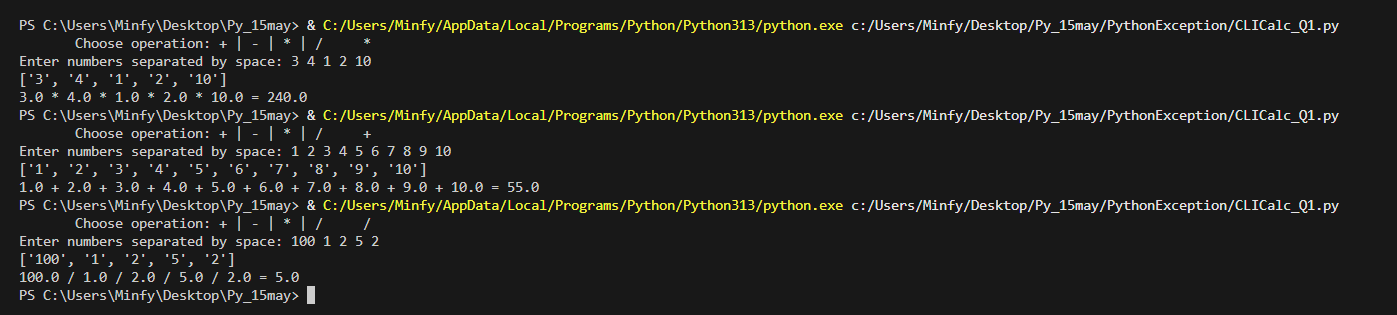 PS C:\Users\Minfy\Desktop\Py_15may> & C:/Users/Minfy/AppData/Local/Programs/Python/Python313/python.exe c:/Users/Minfy/Desktop/Py_15may/PythonException/CLICalc_Q1.py
Choose operation: + | - | * | / *
Enter numbers separated by space: 3 4 1 2 10
['3', '4', '1', '2', '10']
3.0 * 4.0 * 1.0 * 2.0 * 10.0 = 240.0
PS C:\Users\Minfy\Desktop\Py_15may> & C:/Users/Minfy/AppData/Local/Programs/Python/Python313/python.exe c:/Users/Minfy/Desktop/Py_15may/PythonException/CLICalc_Q1.py
Choose operation: + | - | * | / +
Enter numbers separated by space: 1 2 3 4 5 6 7 8 9 10
['1', '2', '3', '4', '5', '6', '7', '8', '9', '10']
1.0 + 2.0 + 3.0 + 4.0 + 5.0 + 6.0 + 7.0 + 8.0 + 9.0 + 10.0 = 55.0
PS C:\Users\Minfy\Desktop\Py_15may> & C:/Users/Minfy/AppData/Local/Programs/Python/Python313/python.exe c:/Users/Minfy/Desktop/Py_15may/PythonException/CLICalc_Q1.py
Choose operation: + | - | * | / /
Enter numbers separated by space: 100 1 2 5 2
['100', '1', '2', '5', '2']
100.0 / 1.0 / 2.0 / 5.0 / 2.0 = 5.0
PS C:\Users\Minfy\Desktop\Py_15may>